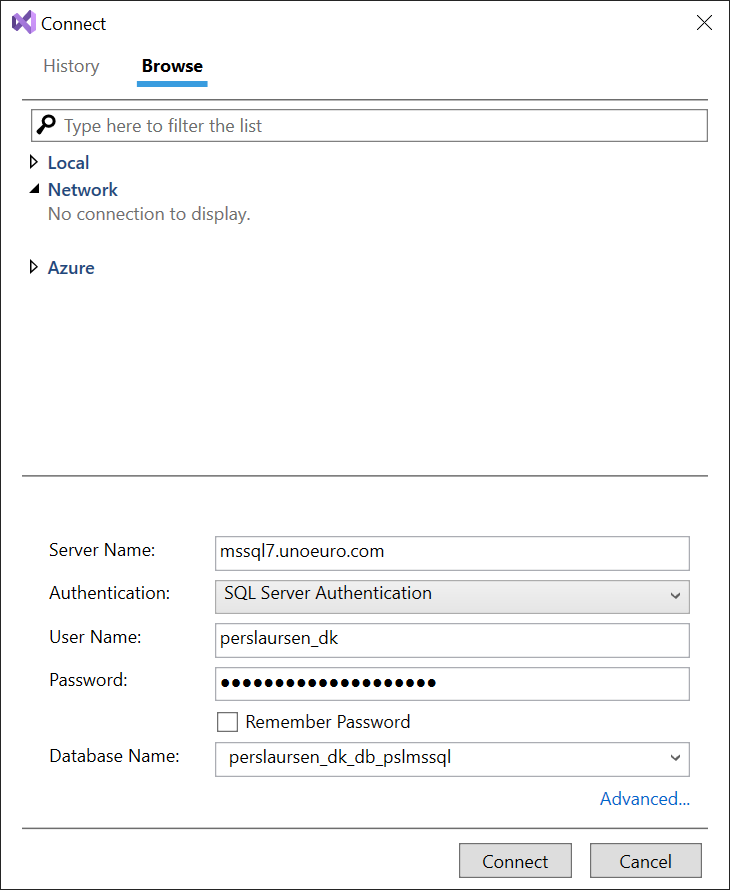 Connect
History Browse
Type here to filter the list
Local
Network
No connection to display.
Azure
Server Name: mssql7.unoeuro.com
Authentication: SQL Server Authentication
User Name: perslaursen_dk
Password: ●●●●●●●●●●●●●●●●●●●●
Remember Password
Database Name: perslaursen_dk_db_pslmssql
Advanced...
Connect Cancel